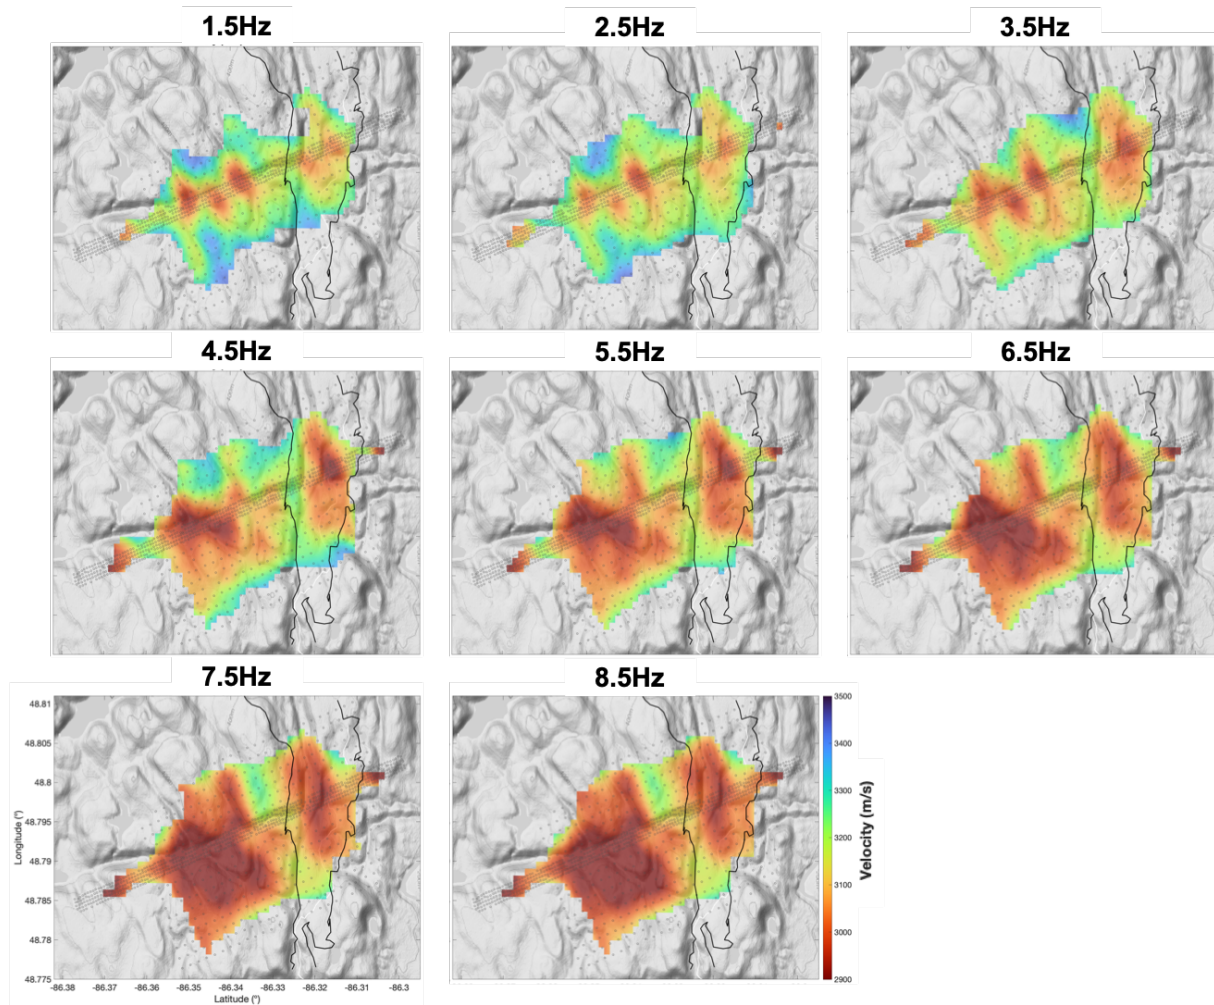 1.5Hz
2.5Hz
3.5Hz
4.5Hz
5.5Hz
6.5Hz
7.5Hz
8.5Hz
48.81
48.805
48.8
48.795
48.79
48.785
48.78
48.775
Longitude (°)
-86.38
-86.37
-86.36
-86.35
-86.34
-86.33
-86.32
-86.31
-86.3
Latitude (°)
3500
3400
3300
3200
3100
3000
2900
Velocity (m/s)